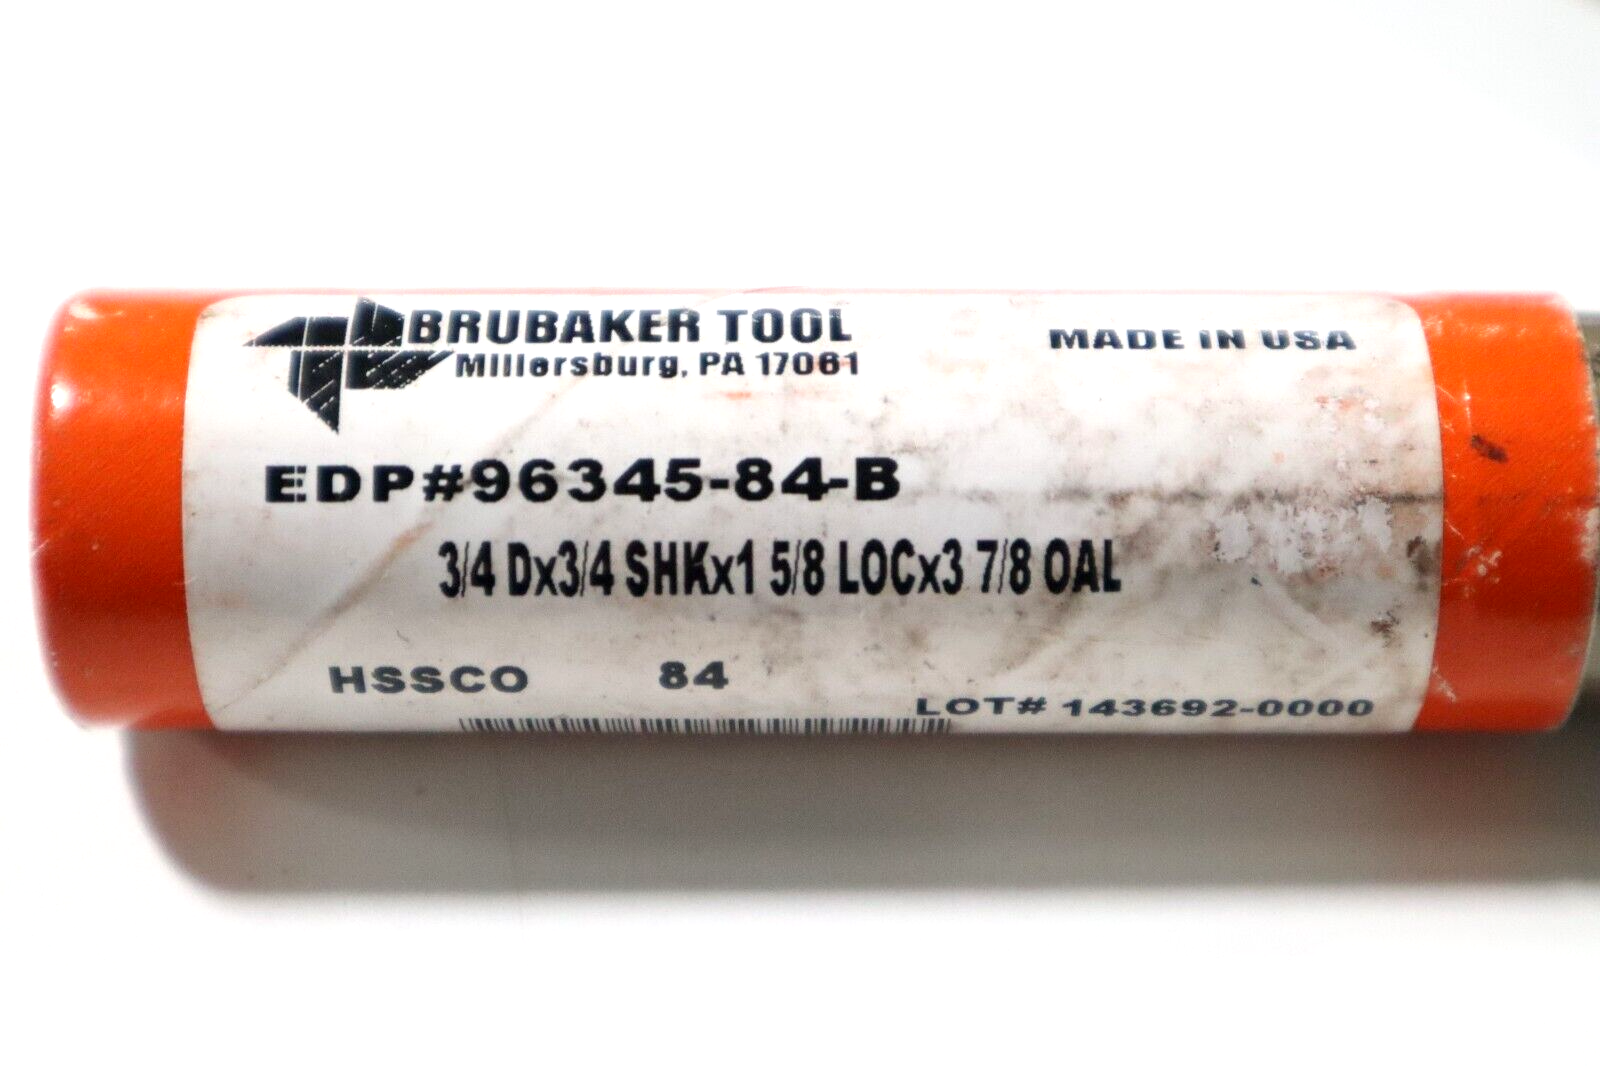 BRUBAKER TOOL
Millersburg, PA 17061
MADE IN USA
EDP#96345-84-B
3/4 Dx3/4 SHKx1 5/8 LOCx3 7/8 OAL
HSSCO 84
LOT# 143692-0000